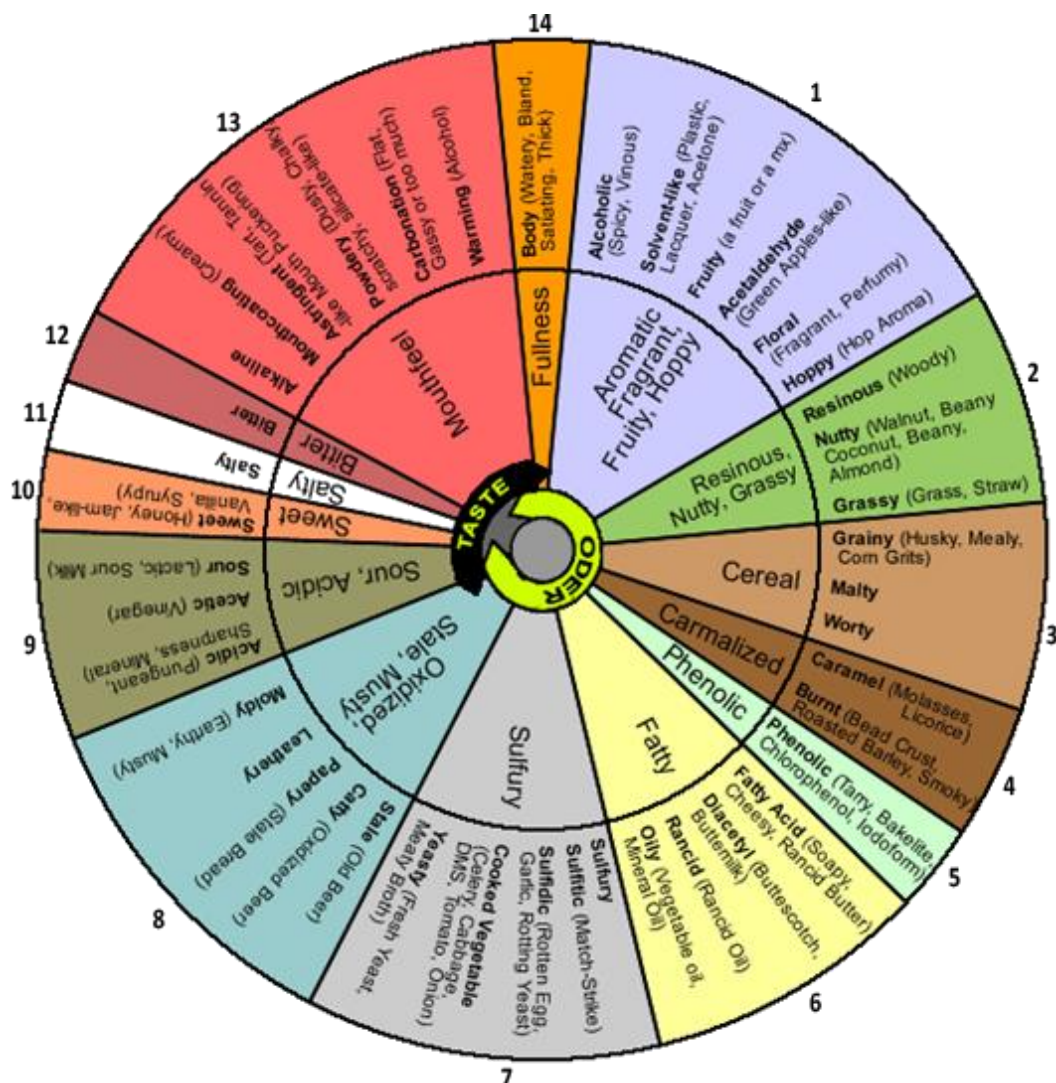 14
Body (Watery, Bland,
Satiating, Thick)
Fullness
1
Alcoholic
(Spicy, Vinous)
Solvent-like (Plastic,
Lacquer, Acetone)
Fruity (a fruit or a mx)
Acetaldehyde
(Green Apples-like)
Floral
(Fragrant, Perfumy)
Hoppy (Hop Aroma)
Aromatic
Fragrant,
Fruity, Hoppy
2
Resinous (Woody)
Nutty (Walnut, Beany
Coconut, Beany,
Almond)
Grassy (Grass, Straw)
Resinous,
Nutty, Grassy
3
Grainy (Husky, Mealy,
Corn Grits)
Malty
Worty
Cereal
4
Caramel (Molasses,
Licorice)
Burnt (Bead Crust,
Roasted Barley, Smoky)
Carmalized
5
Phenolic (Tarry, Bakelite,
Chlorophenol, Iodoform)
Phenolic
6
Fatty Acid (Soapy,
Cheesy, Rancid Butter)
Diacetyl (Butterscotch,
Buttemilk)
Rancid (Rancid Oil)
Oily (Vegetable oil,
Mineral Oil)
Fatty
7
Sulfury
Sulfitic (Match-Strike)
Sulfidic (Rotten Egg,
Garlic, Rotting Yeast)
Cooked Vegetable
(Celery, Cabbage,
DMS, Tomato, Onion)
Yeasty (Fresh Yeast,
Meaty Broth)
Sulfury
8
Stale (Old Beer)
Catty (Oxidized Beer)
Papery (Stale Bread)
Leathery
Moldy (Earthy, Musty)
Oxidized,
Stale, Musty
9
Acidic (Pungeant,
Sharpness, Mineral)
Acetic (Vinegar)
Sour (Lactic, Sour Milk)
Sour, Acidic
10
Sweet (Honey, Jam-like,
Vanilla, Syrupy)
Sweet
11
Salty
Salty
12
Bitter
Bitter
13
Alkaline
Mouthcoating (Creamy)
Astringent (Tart, Tannin
-like Mouth Puckering)
Powdery (Dusty, Chalky
scratchy, silicate-like)
Carbonation (Flat,
Gassy or too much)
Warming (Alcohol)
Mouthfeel
TASTE
ODER